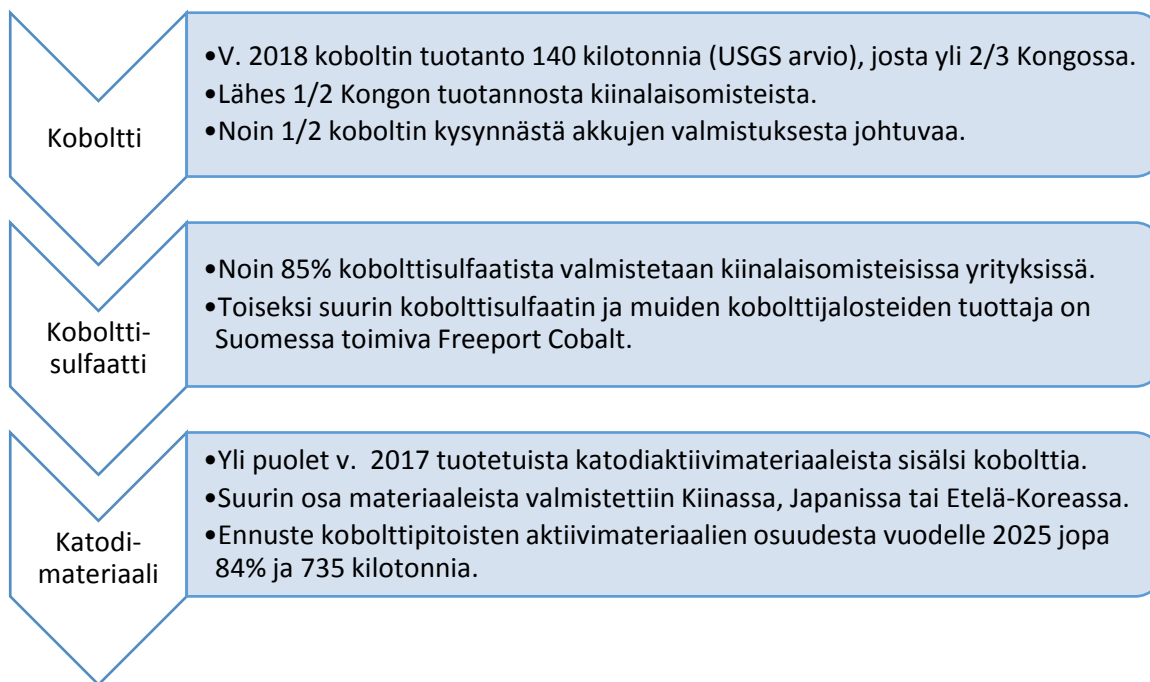 Koboltti
•V. 2018 koboltin tuotanto 140 kilotonnia (USGS arvio), josta yli 2/3 Kongossa.
•Lähes 1/2 Kongon tuotannosta kiinalaisomisteista.
•Noin 1/2 koboltin kysynnästä akkujen valmistuksesta johtuvaa.
Koboltti-
sulfaatti
•Noin 85% kobolttisulfaatista valmistetaan kiinalaisomisteisissa yrityksissä.
•Toiseksi suurin kobolttisulfaatin ja muiden kobolttijalosteiden tuottaja on
Suomessa toimiva Freeport Cobalt.
Katodi-
materiaali
•Yli puolet v.  2017 tuotetuista katodiaktiivimateriaaleista sisälsi kobolttia.
•Suurin osa materiaaleista valmistettiin Kiinassa, Japanissa tai Etelä-Koreassa.
•Ennuste kobolttipitoisten aktiivimateriaalien osuudesta vuodelle 2025 jopa
84% ja 735 kilotonnia.